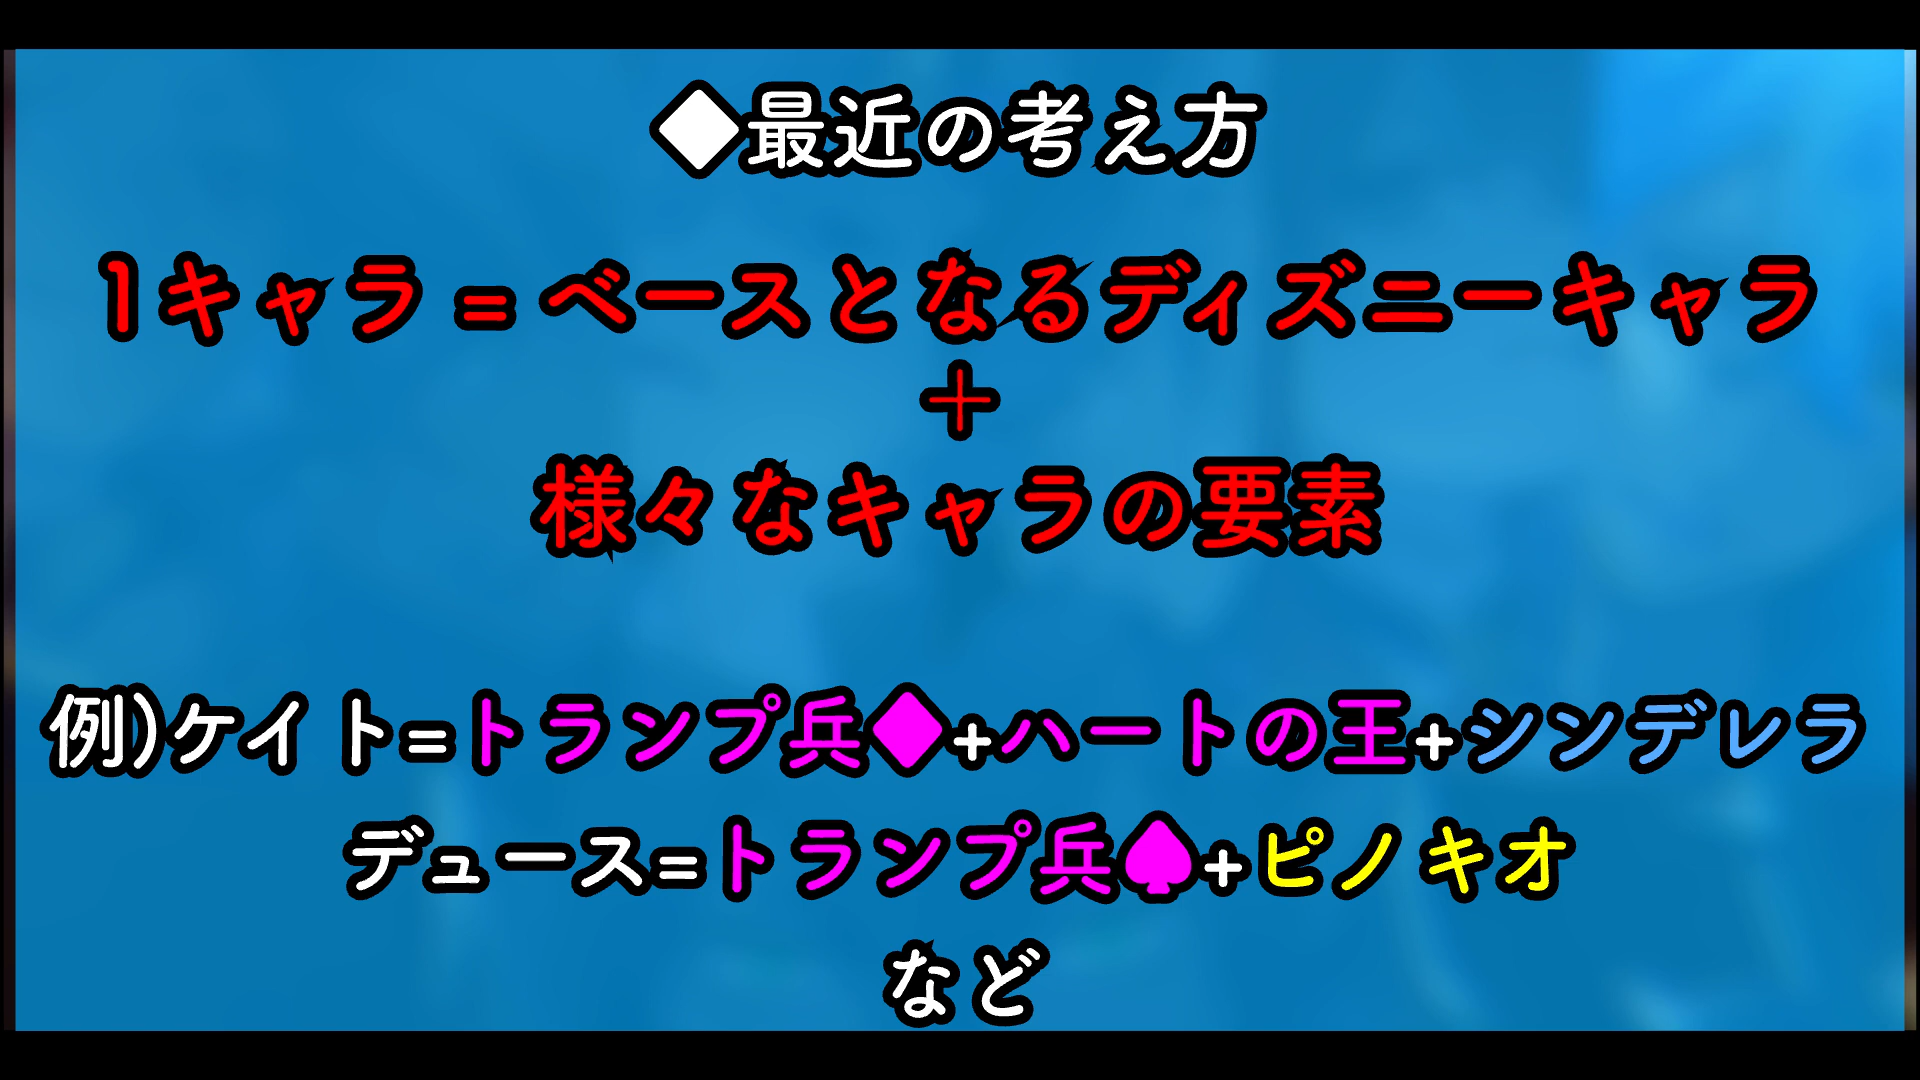 ◆最近の考え方
1キャラ=ベースとなるディズニーキャラ
+
様々なキャラの要素
例)ケイト=トランプ兵◆+ハートの王+シンデレラ
デュース=トランプ兵♠+ピノキオ
など